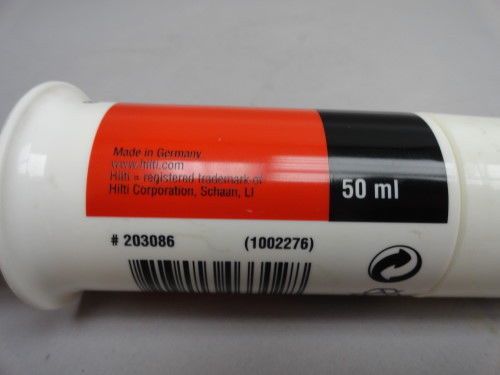 Made in Germany
www.hilti.com
Hilti = registered trademark of
Hilti Corporation, Schaan, LI
50 ml
# 203086 (1002276)